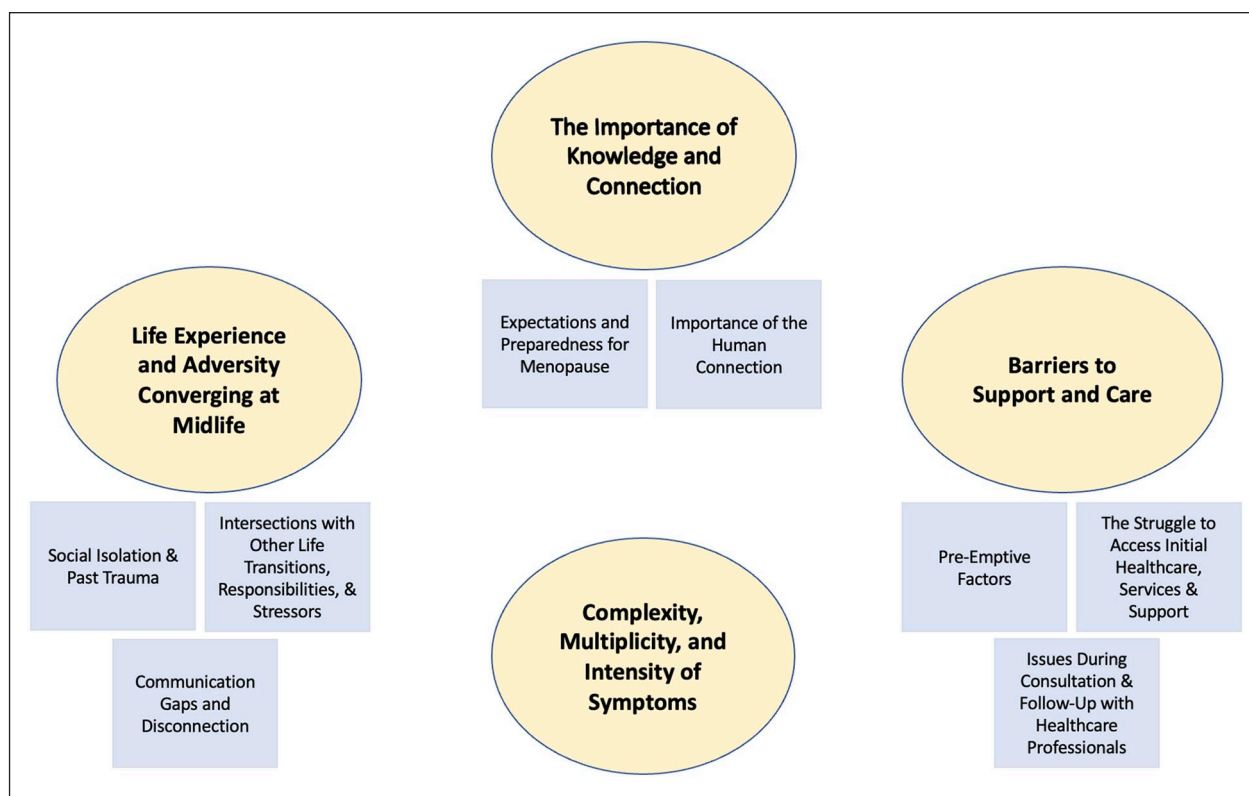 The Importance of
Knowledge and
Connection
Expectations and
Preparedness for
Menopause
Importance of the
Human
Connection
Life Experience
and Adversity
Converging at
Midlife
Social Isolation &
Past Trauma
Intersections with
Other Life
Transitions,
Responsibilities, &
Stressors
Communication
Gaps and
Disconnection
Complexity,
Multiplicity, and
Intensity of
Symptoms
Barriers to
Support and Care
Pre-Emptive
Factors
The Struggle to
Access Initial
Healthcare,
Services &
Support
Issues During
Consultation &
Follow-Up with
Healthcare
Professionals